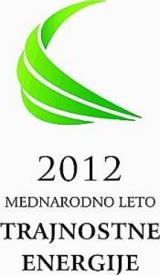 2012
MEDNARODNO LETO
TRAJNOSTNE
ENERGIJE